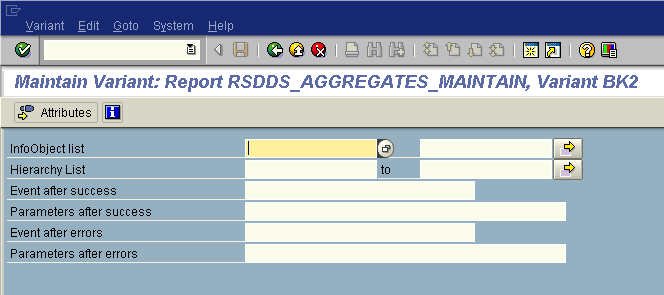 Variant Edit Goto System Help
Maintain Variant: Report RSDDS_AGGREGATES_MAINTAIN, Variant BK2
Attributes
InfoObject list
Hierarchy List to
Event after success
Parameters after success
Event after errors
Parameters after errors